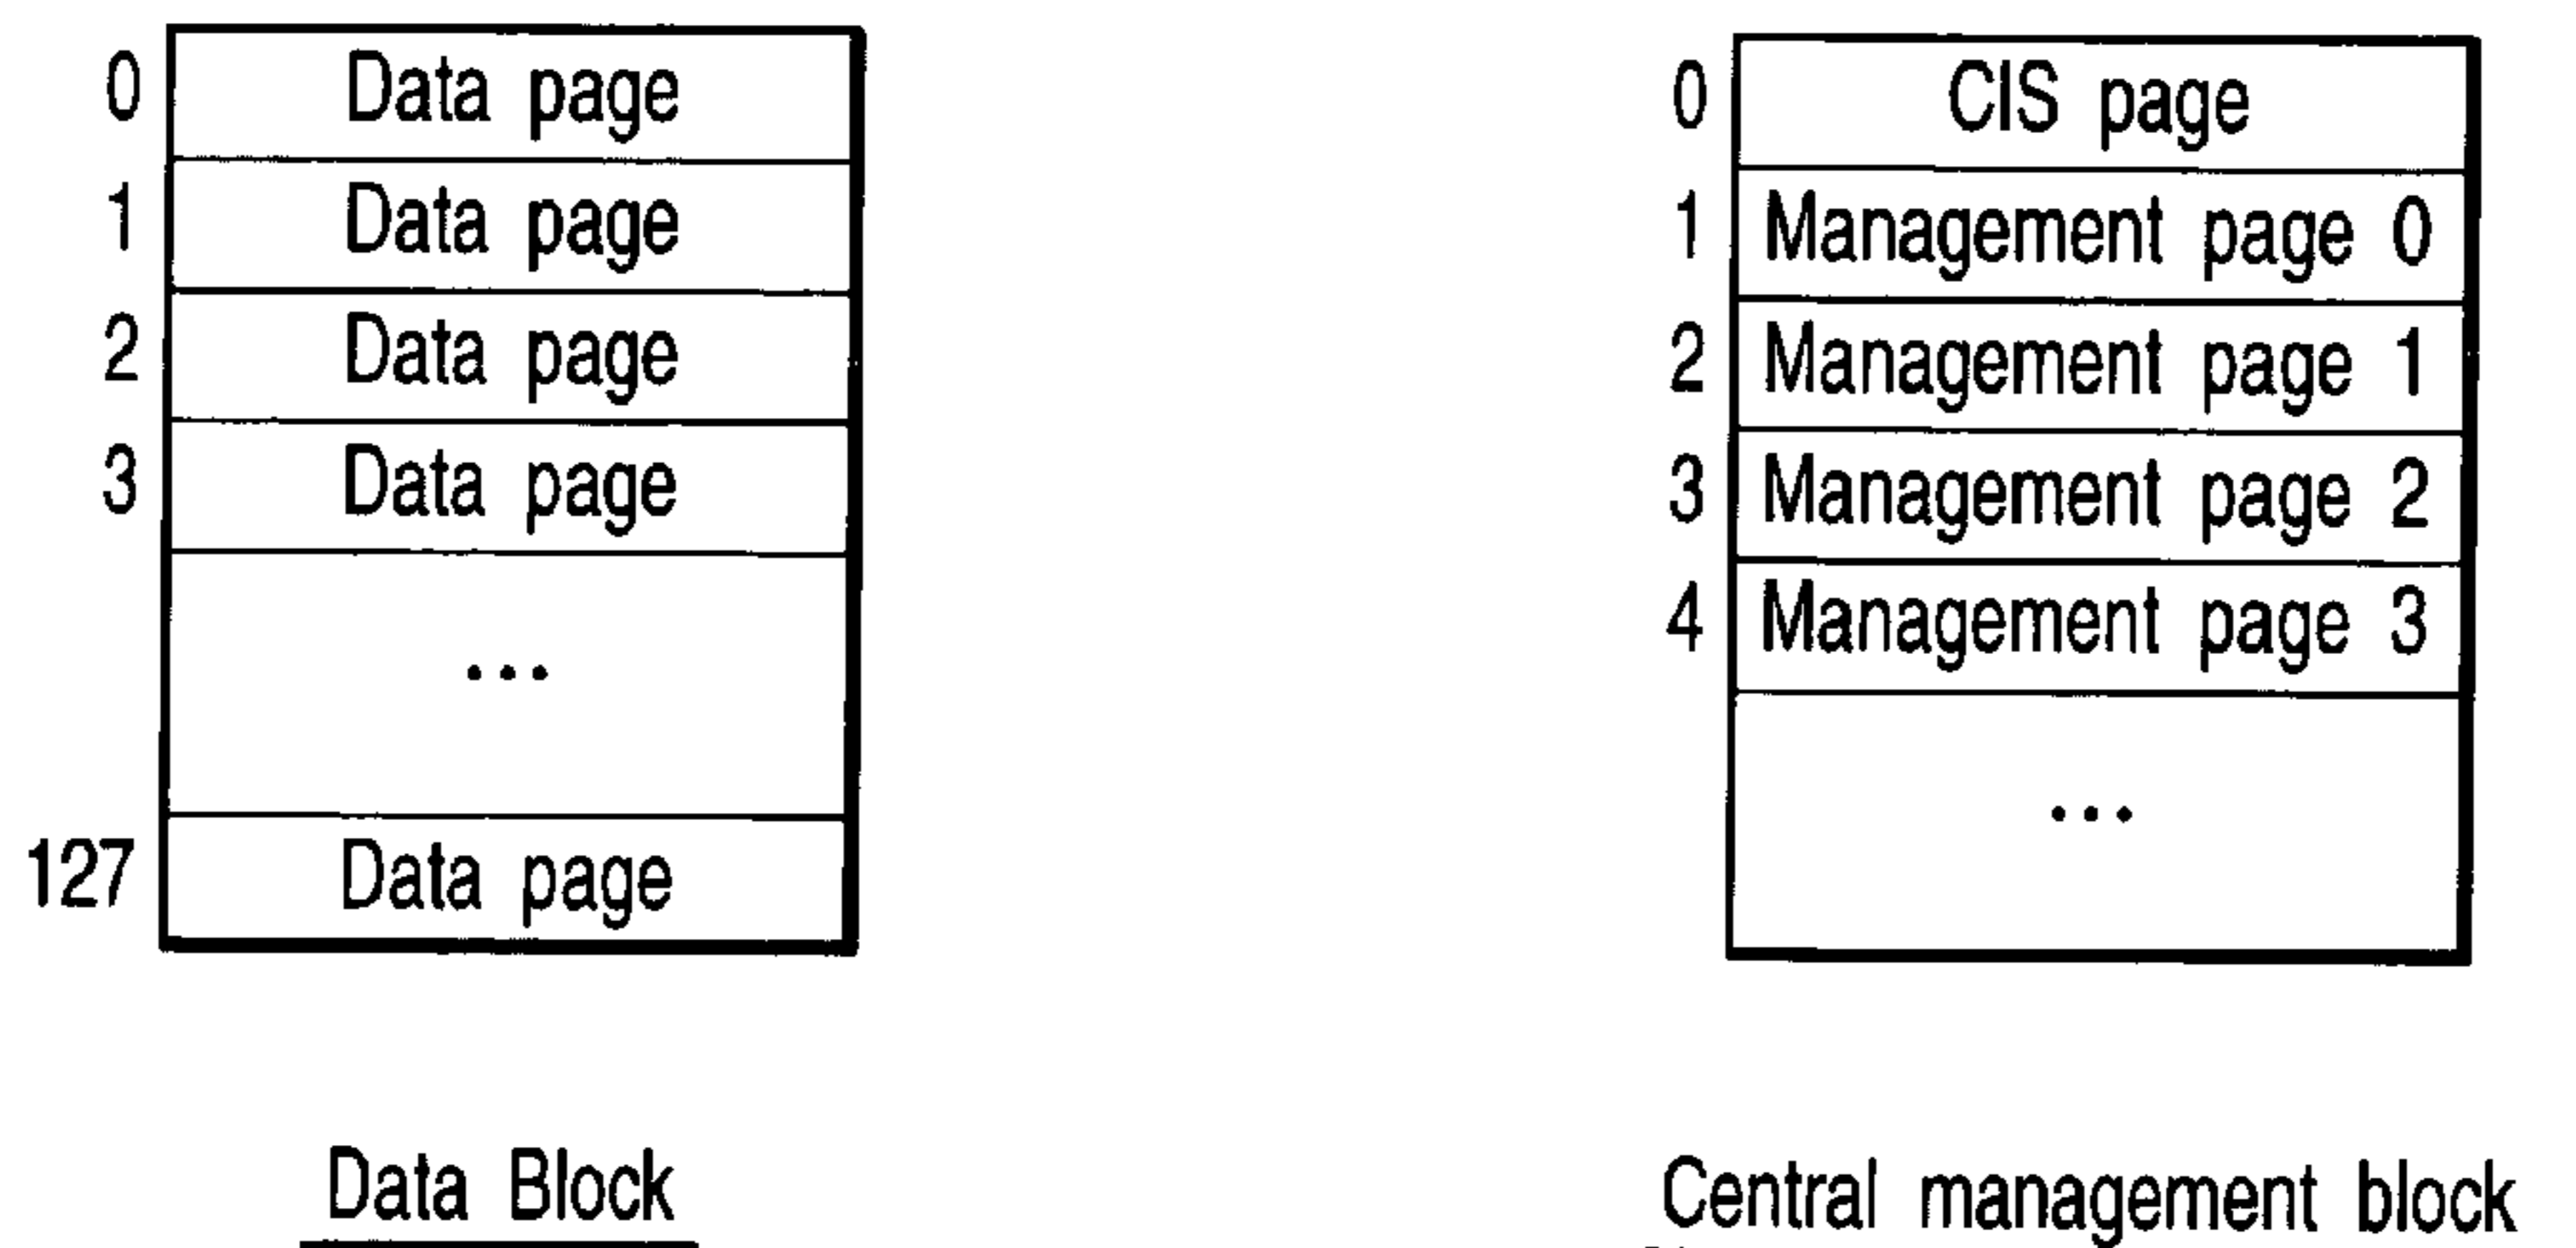 0 Data page
1 Data page
2 Data page
3 Data page
...
127 Data page
Data Block
0 CIS page
1 Management page 0
2 Management page 1
3 Management page 2
4 Management page 3
...
Central management block